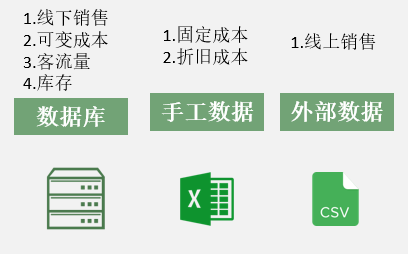 1.线下销售
2.可变成本
3.客流量
4.库存
数据库
1.固定成本
2.折旧成本
手工数据
X
1.线上销售
外部数据
CSV